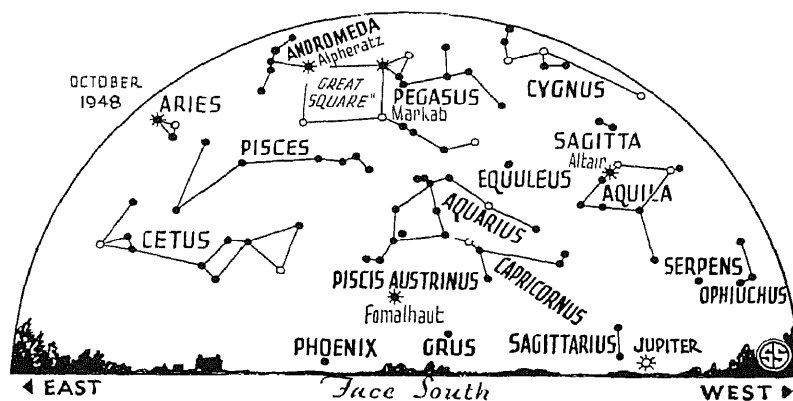 ANDROMEDA
Alpheratz
OCTOBER
1948
ARIES
GREAT
SQUARE"
PEGASUS
Markab
CYGNUS
PISCES
SAGITTA
Altair
EQUULEUS
AQUILA
AQUARIUS
CETUS
PISCIS AUSTRINUS
Fomalhaut
CAPRICORNUS
SERPENS
OPHIUCHUS
PHOENIX
GRUS
SAGITTARIUS
JUPITER
EAST
Face South
WEST